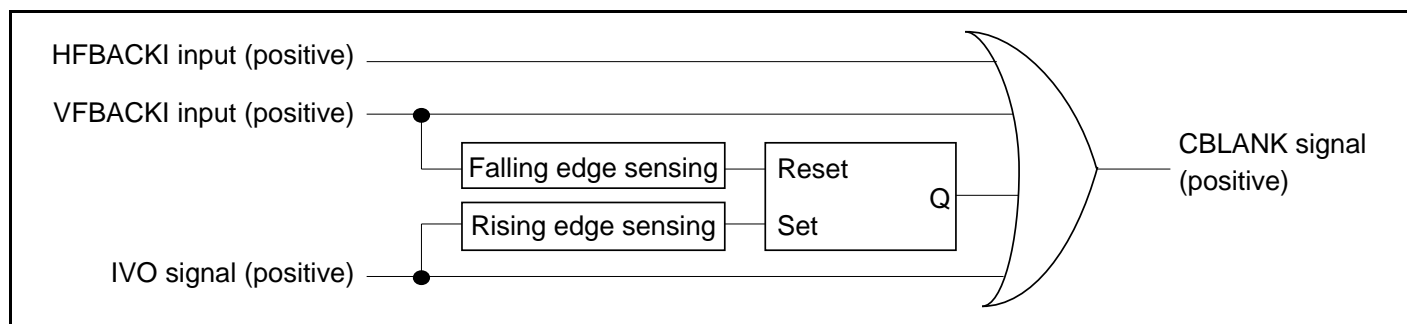 HFBACKI input (positive)
VFBACKI input (positive)
Falling edge sensing
Rising edge sensing
Reset
Set
Q
IVO signal (positive)
CBLANK signal
(positive)